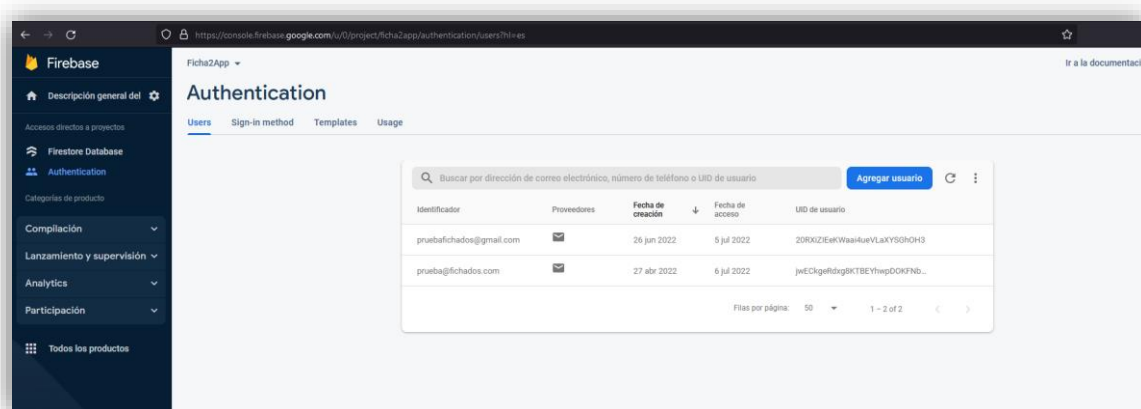 https://console.firebase.google.com/u/0/project/ficha2app/authentication/users?hl=es
Firebase
Ficha2App
Ir a la documentaci
Descripción general del
Authentication
Users Sign-in method Templates Usage
Accesos directos a proyectos
Firestore Database
Authentication
Categorías de producto
Compilación
Lanzamiento y supervisión
Analytics
Participación
Todos los productos
Buscar por dirección de correo electrónico, número de teléfono o UID de usuario
Agregar usuario
Identificador Proveedores Fecha de creación Fecha de acceso UID de usuario
pruebafichados@gmail.com 26 jun 2022 5 jul 2022
prueba@fichados.com 27 abr 2022 6 jul 2022 jwECkgeRdxg8KTBEYhwpDOKFNb...
Filas por página: 50 1 – 2 of 2